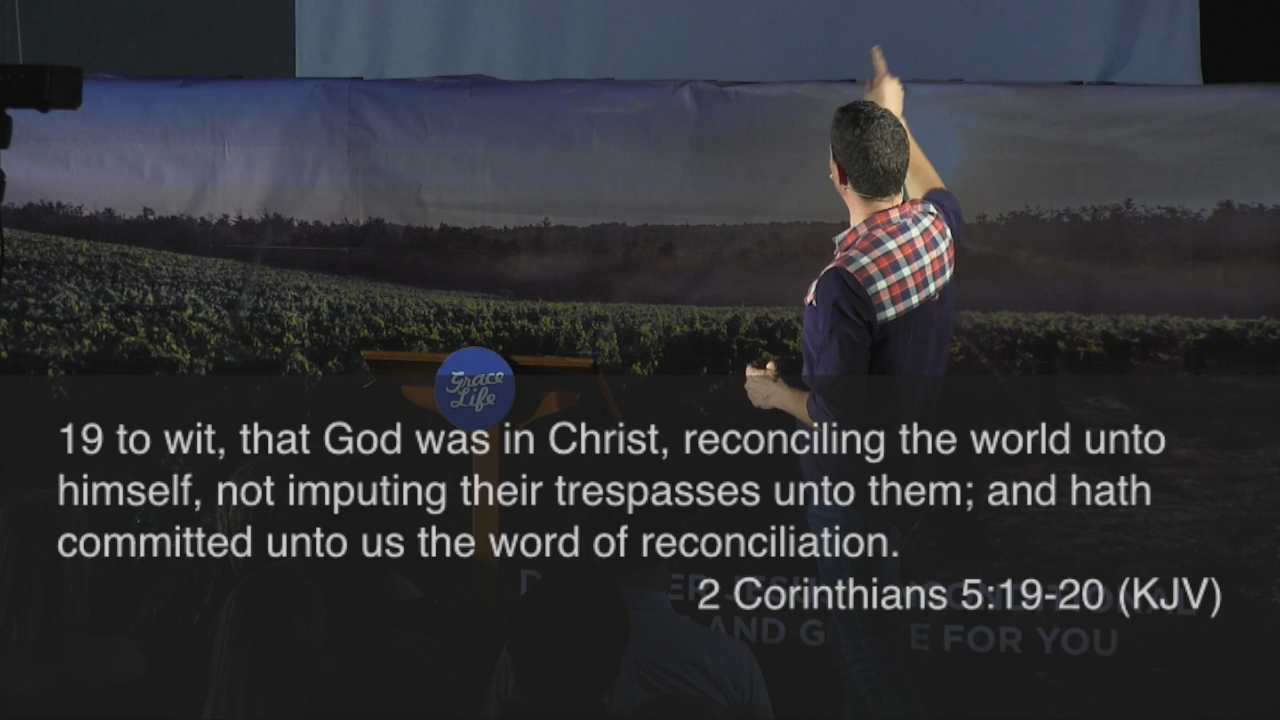 Grace
Life
19 to wit, that God was in Christ, reconciling the world unto
himself, not imputing their trespasses unto them; and hath
committed unto us the word of reconciliation.
2 Corinthians 5:19-20 (KJV)
AND G E FOR YOU